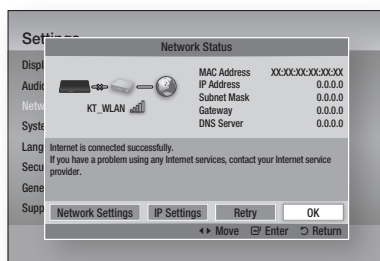 Settings
Network Status
Displ
Audio
Netw
Syste
Lang
Secu
Gene
Supp
KT_WLAN
MAC Address XX:XX:XX:XX:XX:XX
IP Address 0.0.0.0
Subnet Mask 0.0.0.0
Gateway 0.0.0.0
DNS Server 0.0.0.0
Internet is connected successfully.
If you have a problem using any Internet services, contact your Internet service
provider.
Network Settings IP Settings Retry OK
Move Enter Return